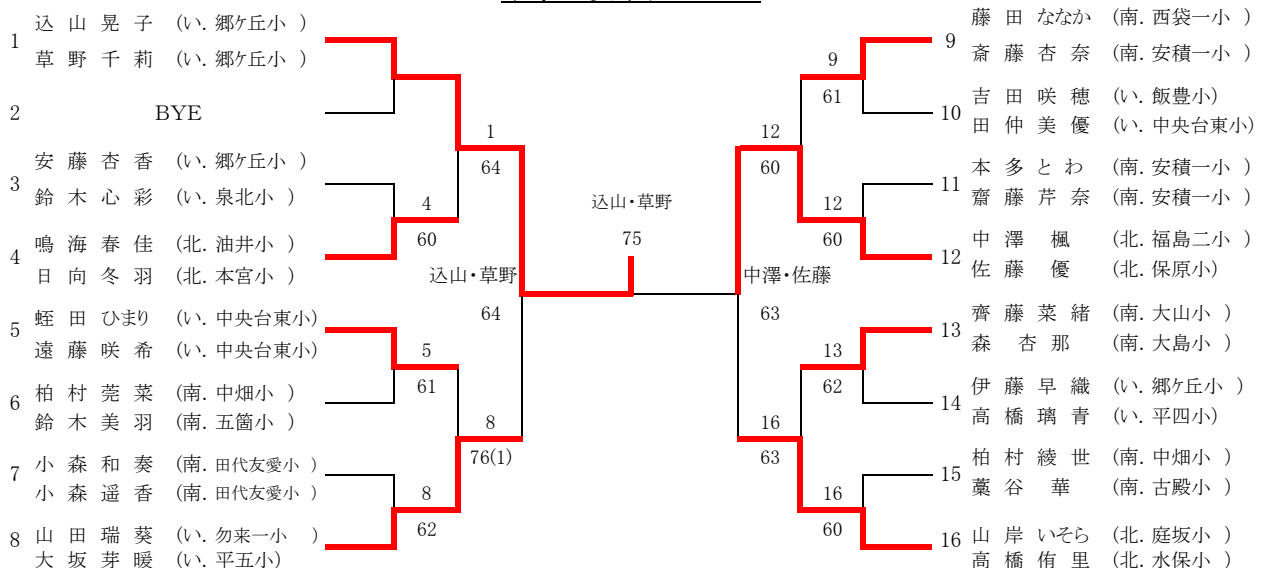 1 込山晃子 (い. 郷ケ丘小 )
草野千莉 (い. 郷ケ丘小 )
2 BYE
3 安藤杏香 (い. 郷ケ丘小 )
鈴木心彩 (い. 泉北小 )
4 鳴海春佳 (北. 油井小 )
日向冬羽 (北. 本宮小 )
5 蛭田ひまり (い. 中央台東小)
遠藤咲希 (い. 中央台東小)
6 柏村莞菜 (南. 中畑小 )
鈴木美羽 (南. 五箇小 )
7 小森和奏 (南. 田代友愛小 )
小森遥香 (南. 田代友愛小 )
8 山田瑞葵 (い. 勿来一小 )
大坂芽暖 (い. 平五小)
4
60
5
61
8
62
1
64
8
76(1)
込山・草野
64
込山・草野
75
中澤・佐藤
63
12
60
16
63
9
61
12
60
13
62
16
60
9 藤田ななか (南. 西袋一小 )
斎藤杏奈 (南. 安積一小 )
10 吉田咲穂 (い. 飯豊小)
田仲美優 (い. 中央台東小)
11 本多とわ (南. 安積一小 )
齋藤芹奈 (南. 安積一小 )
12 中澤楓 (北. 福島二小 )
佐藤優 (北. 保原小)
13 齊藤菜緒 (南. 大山小 )
森杏那 (南. 大島小 )
14 伊藤早織 (い. 郷ケ丘小 )
高橋璃青 (い. 平四小)
15 柏村綾世 (南. 中畑小 )
藁谷華 (南. 古殿小 )
16 山岸いそら (北. 庭坂小 )
高橋侑里 (北. 水保小 )